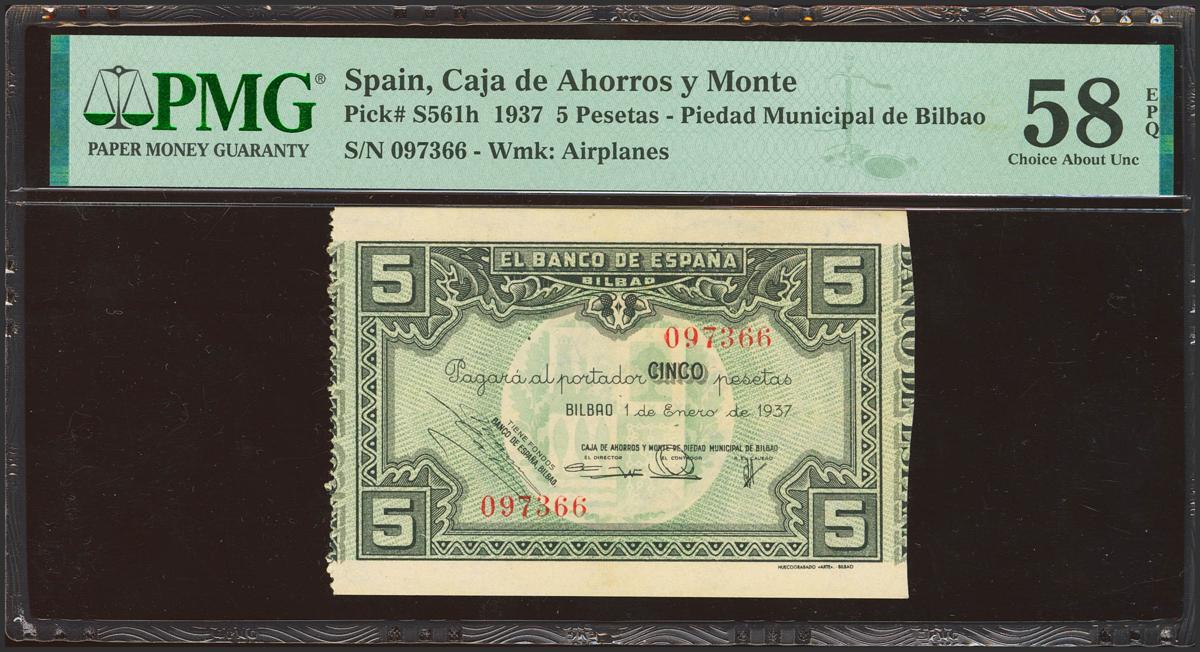 PMG®
PAPER MONEY GUARANTY
Spain, Caja de Ahorros y Monte
Pick# S561h 1937 5 Pesetas - Piedad Municipal de Bilbao
S/N 097366 - Wmk: Airplanes
58
EPQ
Choice About Unc
5
EL BANCO DE ESPAÑA
BILBAO
5
097366
Pagará al portador CINCO pesetas
BILBAO 1 de Enero de 1937
TIENE FONDOS
BANCO DE ESPAÑA, BILBAO.
CAJA DE AHORROS Y MONTE DE PIEDAD MUNICIPAL DE BILBAO
EL DIRECTOR EL CONTADOR
097366
5
5
BANCO DE ESPAÑA
HUECOGRABADO «ARTE». - BILBAO